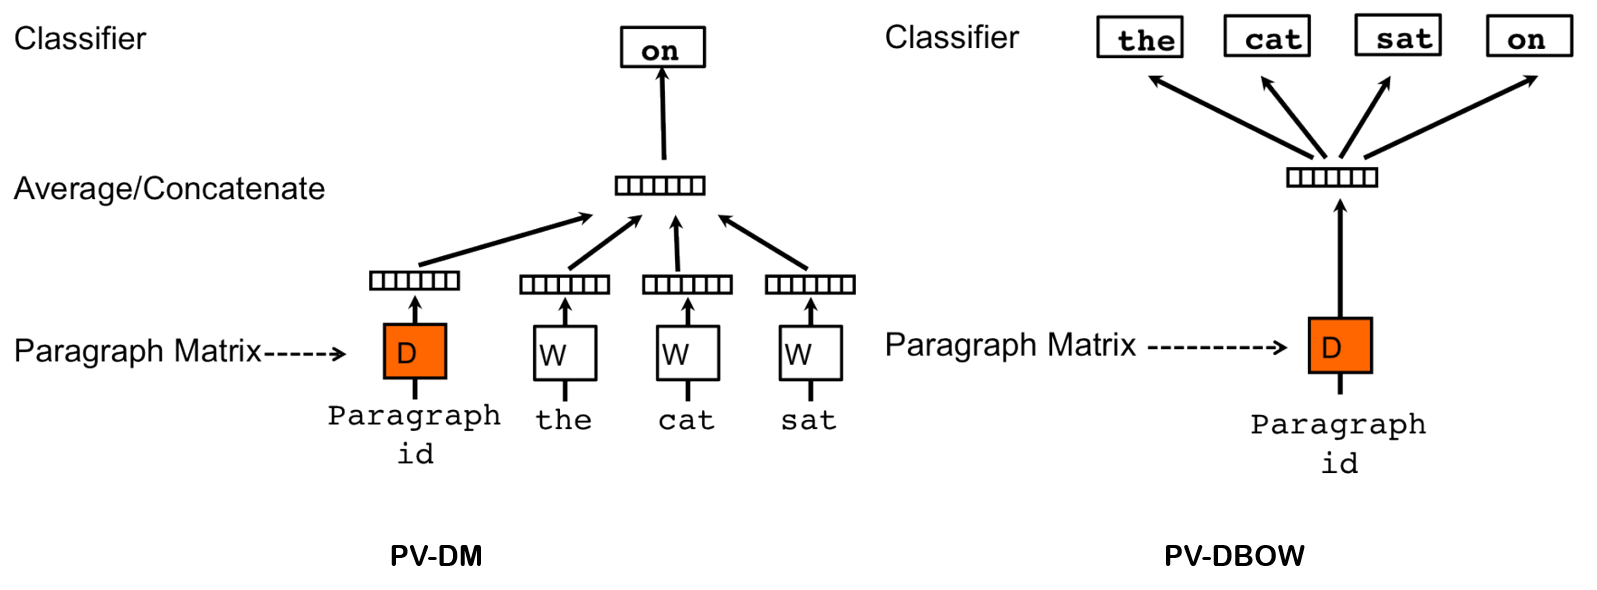 Classifier
on
Average/Concatenate
Paragraph Matrix
D
W
W
W
Paragraph
id
the
cat
sat
PV-DM
Classifier
the
cat
sat
on
Paragraph Matrix
D
Paragraph
id
PV-DBOW